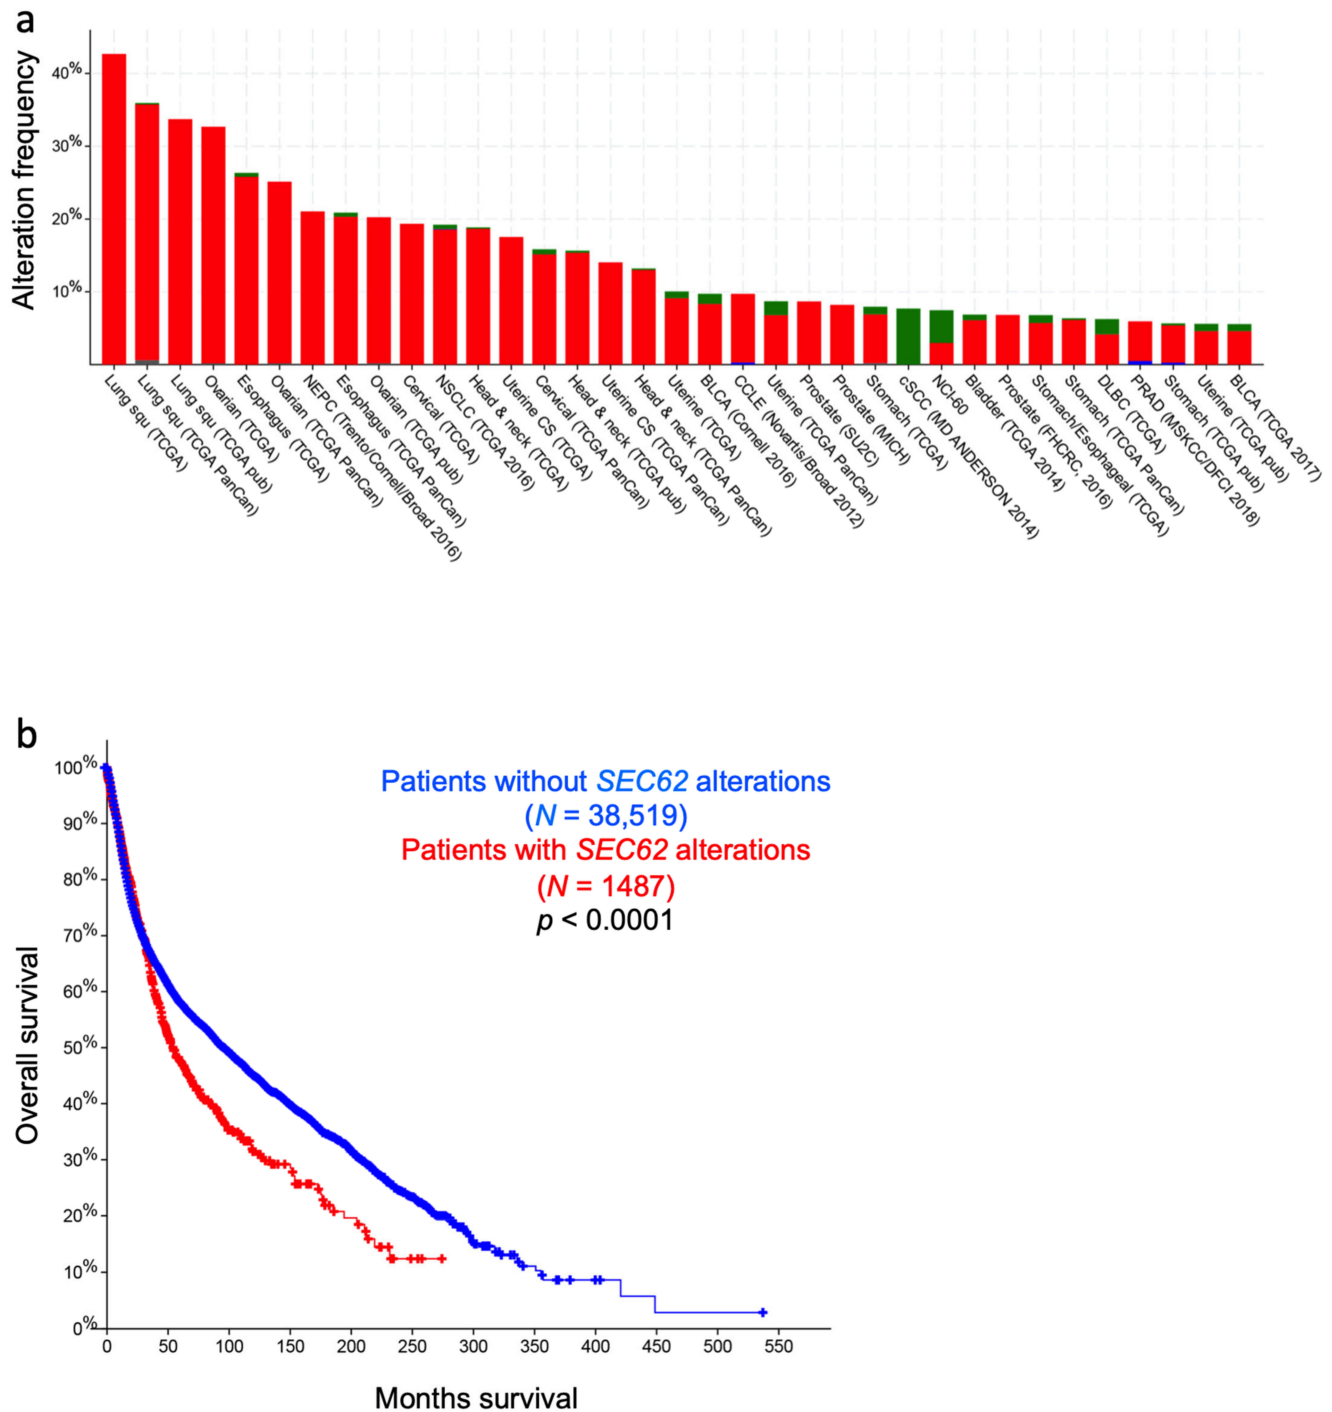 a
Alteration frequency
40%
30%
20%
10%
Lung squ (TCGA)
Lung squ (TCGA PanCan)
Lung squ (TCGA pub)
Ovarian (TCGA)
Esophagus (TCGA)
Ovarian (TCGA PanCan)
NEPC (Trento/Cornell/Broad 2016)
Esophagus (TCGA PanCan)
Ovarian (TCGA pub)
Cervical (TCGA)
NSCLC (TCGA 2016)
Head & neck (TCGA)
Uterine CS (TCGA)
Cervical (TCGA PanCan)
Head & neck (TCGA pub)
Uterine CS (TCGA PanCan)
Head & neck (TCGA PanCan)
Uterine (TCGA)
BLCA (Cornell 2016)
CCLE (Novartis/Broad 2012)
Uterine (TCGA PanCan)
Prostate (SU2C)
Prostate (MICH)
Stomach (TCGA)
cSCC (MD ANDERSON 2014)
NCI-60
Bladder (TCGA 2014)
Prostate (FHCRC, 2016)
Stomach/Esophageal (TCGA)
Stomach (TCGA PanCan)
DLBC (TCGA)
PRAD (MSKCC/DFCI 2018)
Stomach (TCGA pub)
Uterine (TCGA pub)
BLCA (TCGA 2017)
b
Overall survival
100%
90%
80%
70%
60%
50%
40%
30%
20%
10%
0%
Patients without SEC62 alterations
(N = 38,519)
Patients with SEC62 alterations
(N = 1487)
p < 0.0001
0 50 100 150 200 250 300 350 400 450 500 550
Months survival